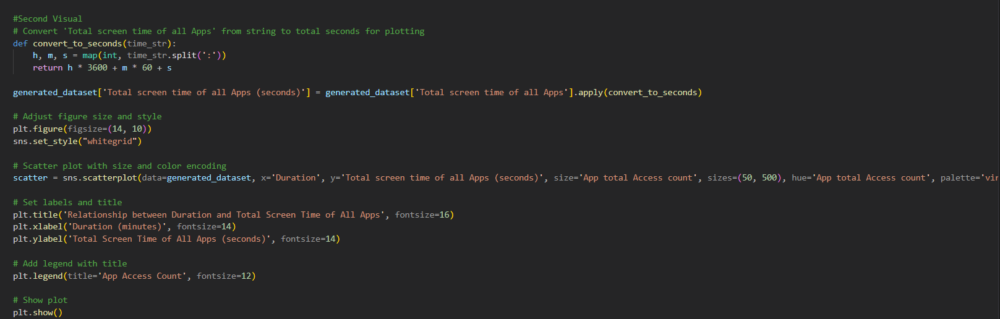 #Second Visual
# Convert 'Total screen time of all Apps' from string to total seconds for plotting
def convert_to_seconds(time_str):
    h, m, s = map(int, time_str.split(':'))
    return h * 3600 + m * 60 + s
generated_dataset['Total screen time of all Apps (seconds)'] = generated_dataset['Total screen time of all Apps'].apply(convert_to_seconds)
# Adjust figure size and style
plt.figure(figsize=(14, 10))
sns.set_style("whitegrid")
# Scatter plot with size and color encoding
scatter = sns.scatterplot(data=generated_dataset, x='Duration', y='Total screen time of all Apps (seconds)', size='App total Access count', sizes=(50, 500), hue='App total Access count', palette='vir
# Set labels and title
plt.title('Relationship between Duration and Total Screen Time of All Apps', fontsize=16)
plt.xlabel('Duration (minutes)', fontsize=14)
plt.ylabel('Total Screen Time of All Apps (seconds)', fontsize=14)
# Add legend with title
plt.legend(title='App Access Count', fontsize=12)
# Show plot
plt.show()